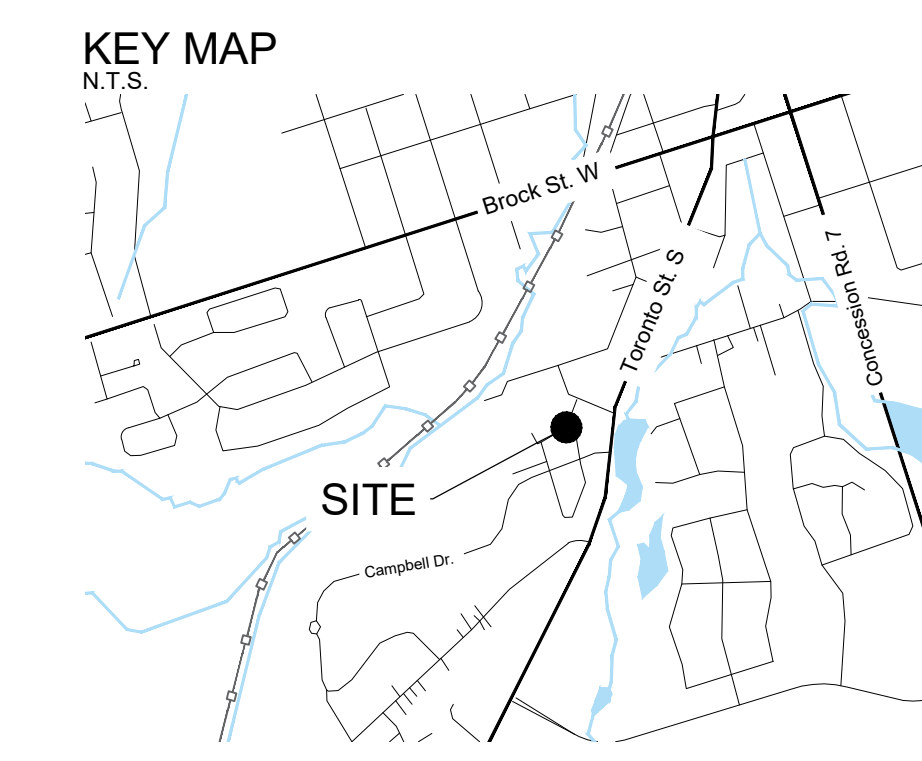 KEY MAP
N.T.S.
Brock St. W
Toronto St. S
Concession Rd. 7
SITE
Campbell Dr.